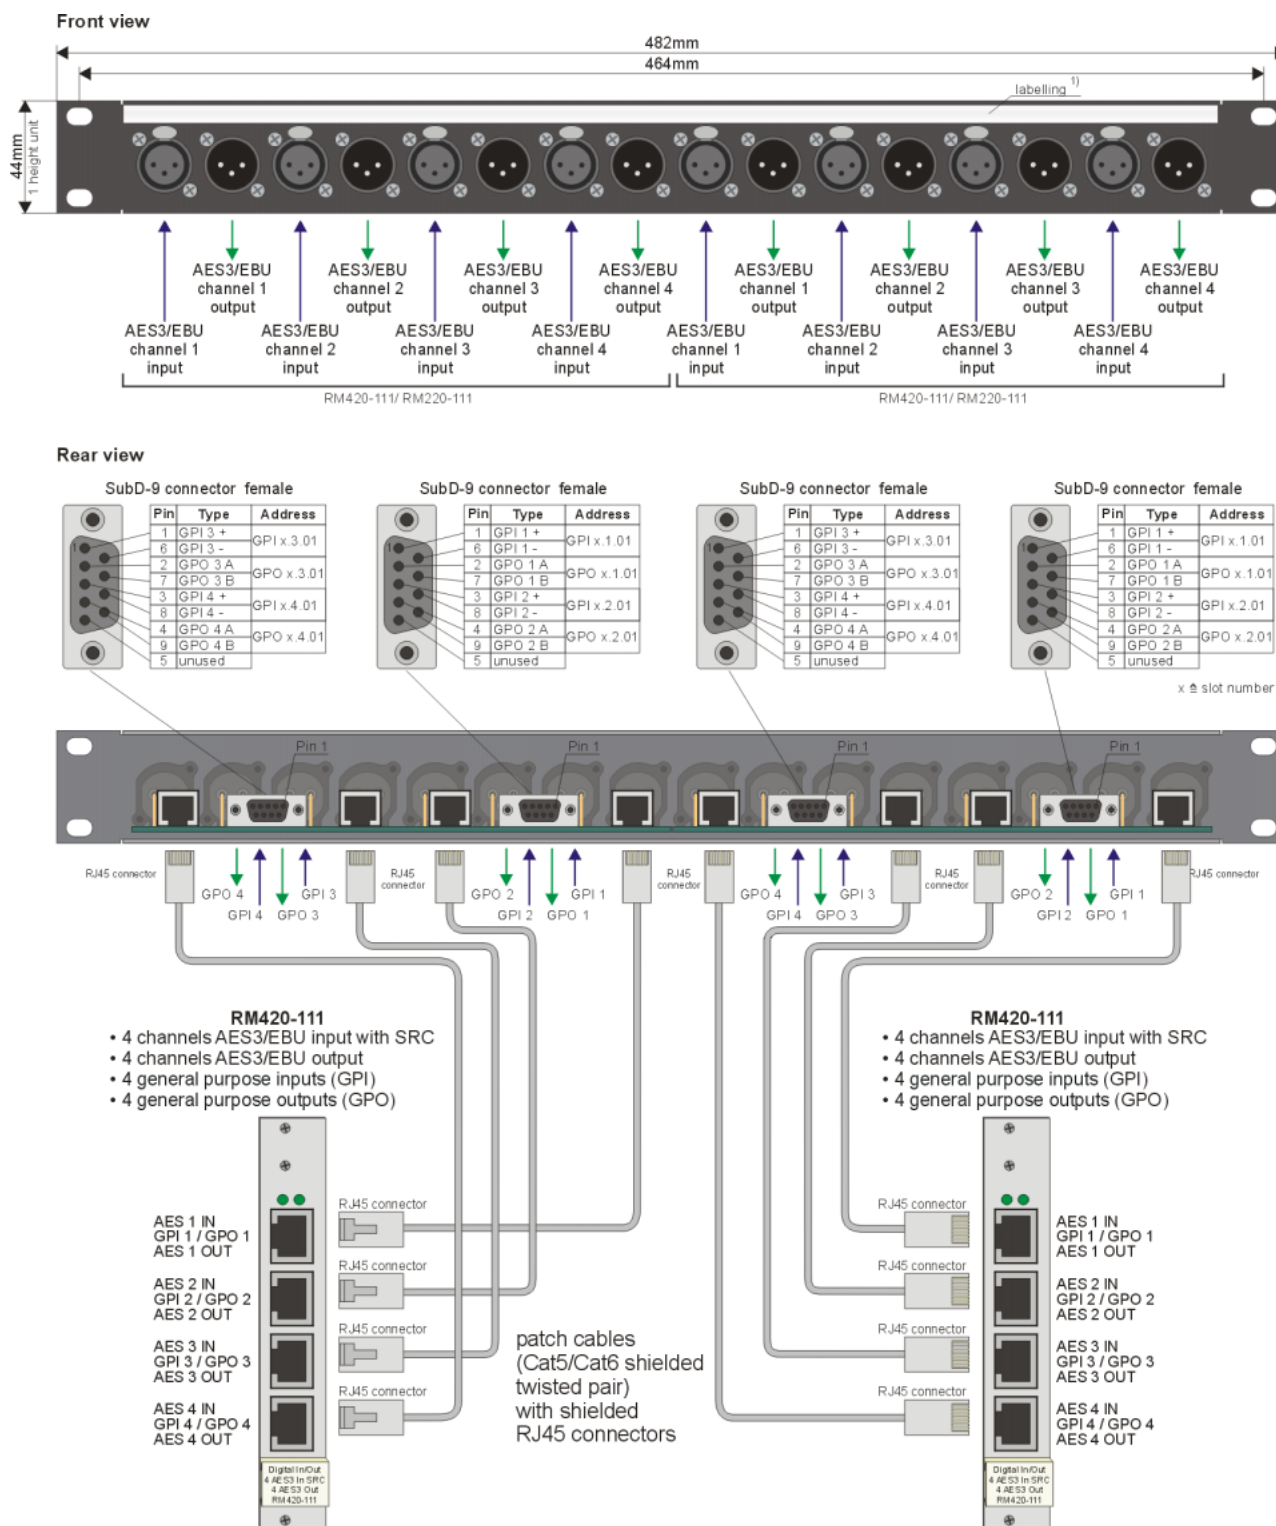 Front view
482mm
464mm
labelling 1)
44mm
1 height unit
AES3/EBU channel 1 output
AES3/EBU channel 2 output
AES3/EBU channel 3 output
AES3/EBU channel 4 output
AES3/EBU channel 1 output
AES3/EBU channel 2 output
AES3/EBU channel 3 output
AES3/EBU channel 4 output
AES3/EBU channel 1 input
AES3/EBU channel 2 input
AES3/EBU channel 3 input
AES3/EBU channel 4 input
AES3/EBU channel 1 input
AES3/EBU channel 2 input
AES3/EBU channel 3 input
AES3/EBU channel 4 input
RM420-111/ RM220-111
RM420-111/ RM220-111
Rear view
SubD-9 connector female
Pin Type Address
1 GPI 3 + GPI x.3.01
6 GPI 3 -
2 GPO 3 A GPO x.3.01
7 GPO 3 B
3 GPI 4 + GPI x.4.01
8 GPI 4 -
4 GPO 4 A GPO x.4.01
9 GPO 4 B
5 unused
1
SubD-9 connector female
Pin Type Address
1 GPI 1 + GPI x.1.01
6 GPI 1 -
2 GPO 1 A GPO x.1.01
7 GPO 1 B
3 GPI 2 + GPI x.2.01
8 GPI 2 -
4 GPO 2 A GPO x.2.01
9 GPO 2 B
5 unused
1
SubD-9 connector female
Pin Type Address
1 GPI 3 + GPI x.3.01
6 GPI 3 -
2 GPO 3 A GPO x.3.01
7 GPO 3 B
3 GPI 4 + GPI x.4.01
8 GPI 4 -
4 GPO 4 A GPO x.4.01
9 GPO 4 B
5 unused
1
SubD-9 connector female
Pin Type Address
1 GPI 1 + GPI x.1.01
6 GPI 1 -
2 GPO 1 A GPO x.1.01
7 GPO 1 B
3 GPI 2 + GPI x.2.01
8 GPI 2 -
4 GPO 2 A GPO x.2.01
9 GPO 2 B
5 unused
1
x ≙ slot number
Pin 1
Pin 1
Pin 1
Pin 1
RJ45 connector
GPO 4
GPI 4
GPO 3
GPI 3
RJ45 connector
GPO 2
GPI 2
GPO 1
GPI 1
RJ45 connector
GPO 4
GPI 4
GPO 3
GPI 3
RJ45 connector
GPO 2
GPI 2
GPO 1
GPI 1
RJ45 connector
RM420-111
• 4 channels AES3/EBU input with SRC
• 4 channels AES3/EBU output
• 4 general purpose inputs (GPI)
• 4 general purpose outputs (GPO)
RM420-111
• 4 channels AES3/EBU input with SRC
• 4 channels AES3/EBU output
• 4 general purpose inputs (GPI)
• 4 general purpose outputs (GPO)
AES 1 IN
GPI 1 / GPO 1
AES 1 OUT
AES 2 IN
GPI 2 / GPO 2
AES 2 OUT
AES 3 IN
GPI 3 / GPO 3
AES 3 OUT
AES 4 IN
GPI 4 / GPO 4
AES 4 OUT
RJ45 connector
RJ45 connector
RJ45 connector
RJ45 connector
Digital In/Out
4 AES3 In SRC
4 AES3 Out
RM420-111
patch cables
(Cat5/Cat6 shielded
twisted pair)
with shielded
RJ45 connectors
RJ45 connector
RJ45 connector
RJ45 connector
RJ45 connector
AES 1 IN
GPI 1 / GPO 1
AES 1 OUT
AES 2 IN
GPI 2 / GPO 2
AES 2 OUT
AES 3 IN
GPI 3 / GPO 3
AES 3 OUT
AES 4 IN
GPI 4 / GPO 4
AES 4 OUT
Digital In/Out
4 AES3 In SRC
4 AES3 Out
RM420-111